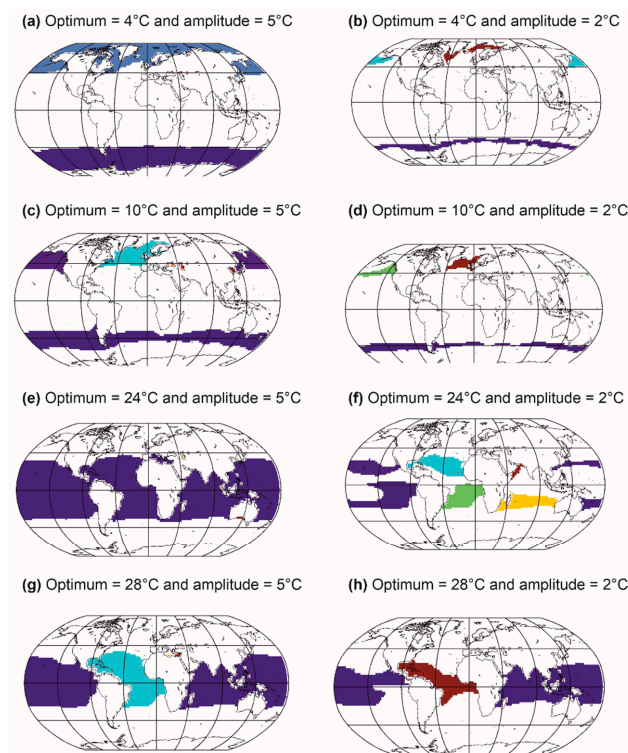 (a) Optimum = 4°C and amplitude = 5°C
(b) Optimum = 4°C and amplitude = 2°C
(c) Optimum = 10°C and amplitude = 5°C
(d) Optimum = 10°C and amplitude = 2°C
(e) Optimum = 24°C and amplitude = 5°C
(f) Optimum = 24°C and amplitude = 2°C
(g) Optimum = 28°C and amplitude = 5°C
(h) Optimum = 28°C and amplitude = 2°C